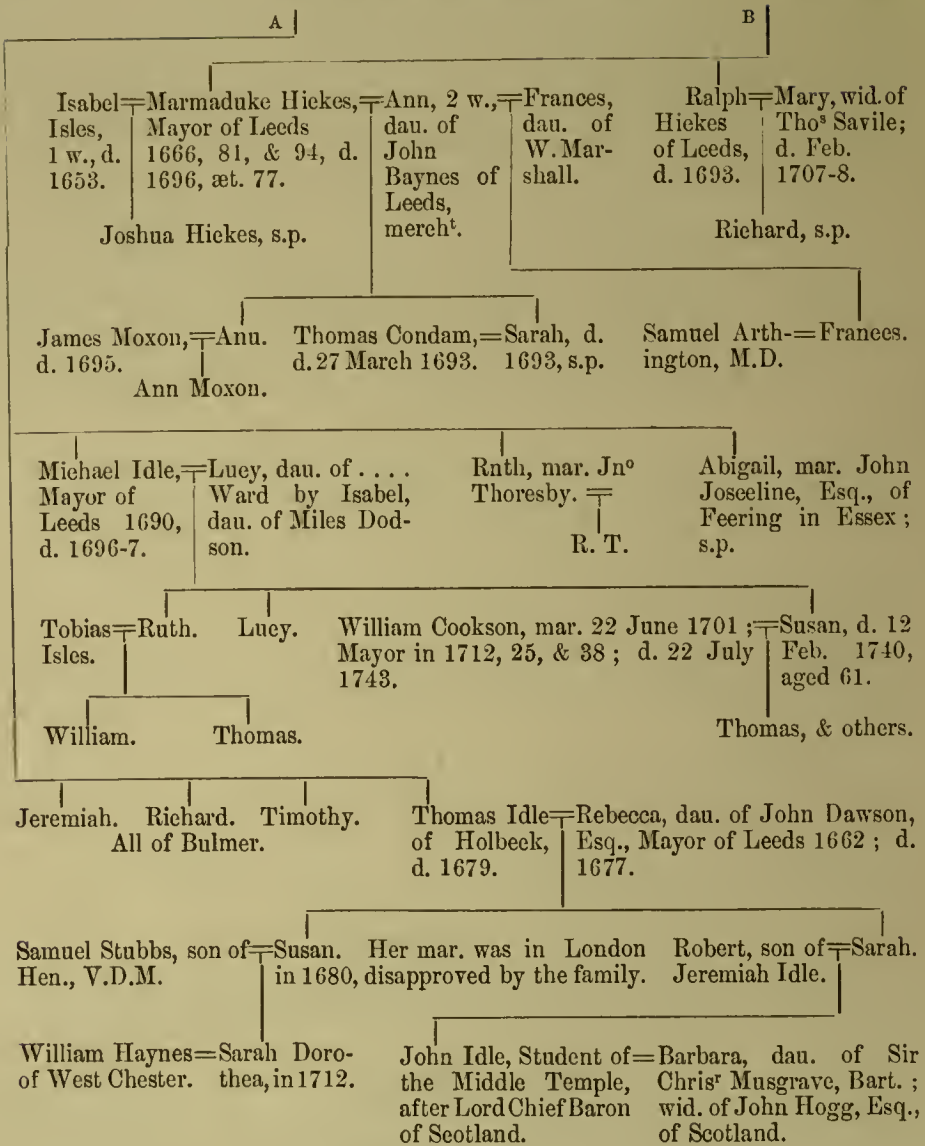 A
B
Isabel
Isles,
1 w., d.
1653.
Marmaduke Hickes,
Mayor of Leeds
1666, 81, & 94, d.
1696, æt. 77.
Ann, 2 w.,
dau. of
John
Baynes of
Leeds,
mercht.
Frances,
dau. of
W. Mar-
shall.
Ralph
Hickes
of Leeds,
d. 1693.
Mary, wid. of
Thos Savile;
d. Feb.
1707-8.
Joshua Hickes, s.p.
Richard, s.p.
James Moxon,
d. 1695.
Ann.
Thomas Condam,
d. 27 March 1693.
Sarah, d.
1693, s.p.
Samuel Arth-
ington, M.D.
Frances.
Ann Moxon.
Michael Idle,
Mayor of
Leeds 1690,
d. 1696-7.
Lucy, dau. of ....
Ward by Isabel,
dau. of Miles Dod-
son.
Ruth, mar. Jno
Thoresby.
R. T.
Abigail, mar. John
Josceline, Esq., of
Feering in Essex;
s.p.
Tobias
Isles.
Ruth.
Lucy.
William Cookson, mar. 22 June 1701;
Mayor in 1712, 25, & 38; d. 22 July
1743.
Susan, d. 12
Feb. 1740,
aged 61.
William.
Thomas.
Thomas, & others.
Jeremiah. Richard. Timothy.
All of Bulmer.
Thomas Idle
of Holbeck,
d. 1679.
Rebecca, dau. of John Dawson,
Esq., Mayor of Leeds 1662; d.
1677.
Samuel Stubbs, son of
Hen., V.D.M.
Susan. Her mar. was in London
in 1680, disapproved by the family.
Robert, son of
Jeremiah Idle.
Sarah.
William Haynes
of West Chester.
Sarah Doro-
thea, in 1712.
John Idle, Student of
the Middle Temple,
after Lord Chief Baron
of Scotland.
Barbara, dau. of Sir
Chrisr Musgrave, Bart.;
wid. of John Hogg, Esq.,
of Scotland.